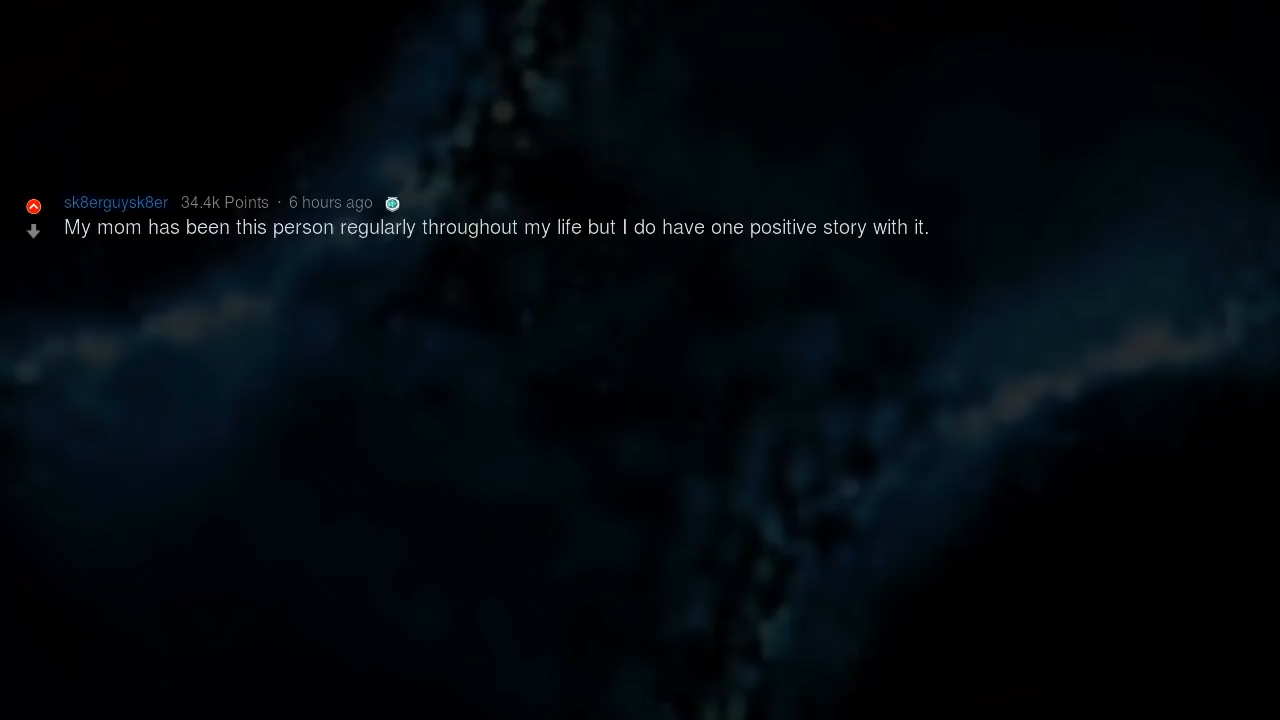 sk8erguysk8er 34.4k Points · 6 hours ago
My mom has been this person regularly throughout my life but I do have one positive story with it.